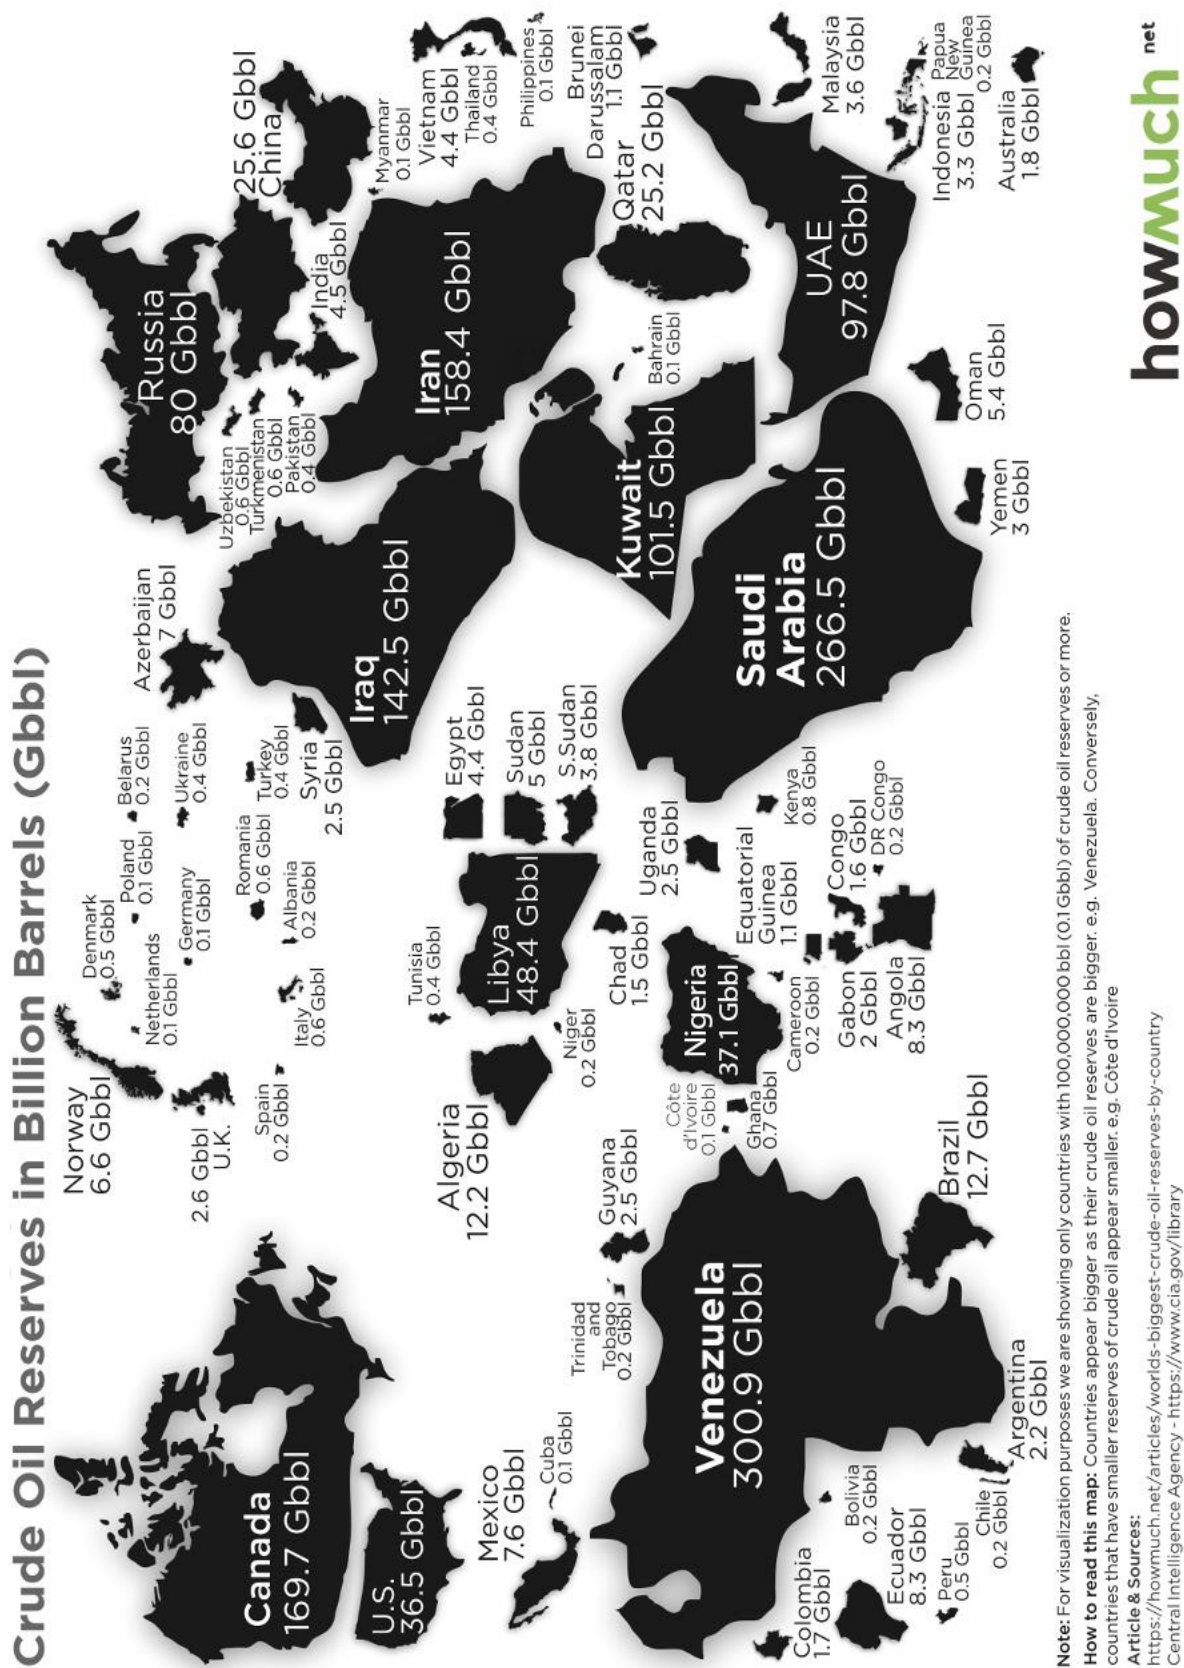 Crude Oil Reserves in Billion Barrels (Gbbl)
Canada
169.7 Gbbl
U.S.
36.5 Gbbl
Mexico
7.6 Gbbl
Cuba
0.1 Gbbl
Trinidad
and
Tobago
0.2 Gbbl
Guyana
2.5 Gbbl
Venezuela
300.9 Gbbl
Colombia
1.7 Gbbl
Ecuador
8.3 Gbbl
Peru
0.5 Gbbl
Bolivia
0.2 Gbbl
Chile
0.2 Gbbl
Argentina
2.2 Gbbl
Brazil
12.7 Gbbl
Norway
6.6 Gbbl
2.6 Gbbl
U.K.
Denmark
0.5 Gbbl
Netherlands
0.1 Gbbl
Poland
0.1 Gbbl
Germany
0.1 Gbbl
Belarus
0.2 Gbbl
Ukraine
0.4 Gbbl
Spain
0.2 Gbbl
Italy
0.6 Gbbl
Romania
0.6 Gbbl
Albania
0.2 Gbbl
Turkey
0.4 Gbbl
Syria
2.5 Gbbl
Azerbaijan
7 Gbbl
Russia
80 Gbbl
Uzbekistan
0.6 Gbbl
Turkmenistan
0.6 Gbbl
Pakistan
0.4 Gbbl
India
4.5 Gbbl
25.6 Gbbl
China
Myanmar
0.1 Gbbl
Vietnam
4.4 Gbbl
Thailand
0.4 Gbbl
Philippines
0.1 Gbbl
Brunei
Darussalam
1.1 Gbbl
Malaysia
3.6 Gbbl
Indonesia
3.3 Gbbl
Papua
New
Guinea
0.2 Gbbl
Australia
1.8 Gbbl
Algeria
12.2 Gbbl
Tunisia
0.4 Gbbl
Libya
48.4 Gbbl
Niger
0.2 Gbbl
Egypt
4.4 Gbbl
Sudan
5 Gbbl
S.Sudan
3.8 Gbbl
Chad
1.5 Gbbl
Uganda
2.5 Gbbl
Kenya
0.8 Gbbl
Côte
d'Ivoire
0.1 Gbbl
Ghana
0.7 Gbbl
Nigeria
37.1 Gbbl
Cameroon
0.2 Gbbl
Equatorial
Guinea
1.1 Gbbl
Gabon
2 Gbbl
Congo
1.6 Gbbl
DR Congo
0.2 Gbbl
Angola
8.3 Gbbl
Iraq
142.5 Gbbl
Iran
158.4 Gbbl
Kuwait
101.5 Gbbl
Bahrain
0.1 Gbbl
Qatar
25.2 Gbbl
UAE
97.8 Gbbl
Saudi
Arabia
266.5 Gbbl
Oman
5.4 Gbbl
Yemen
3 Gbbl
Note: For visualization purposes we are showing only countries with 100,000,000 bbl (0.1 Gbbl) of crude oil reserves or more.
How to read this map: Countries appear bigger as their crude oil reserves are bigger. e.g. Venezuela. Conversely,
countries that have smaller reserves of crude oil appear smaller. e.g. Côte d'Ivoire
Article & Sources:
https://howmuch.net/articles/worlds-biggest-crude-oil-reserves-by-country
Central Intelligence Agency - https://www.cia.gov/library
howmuch net